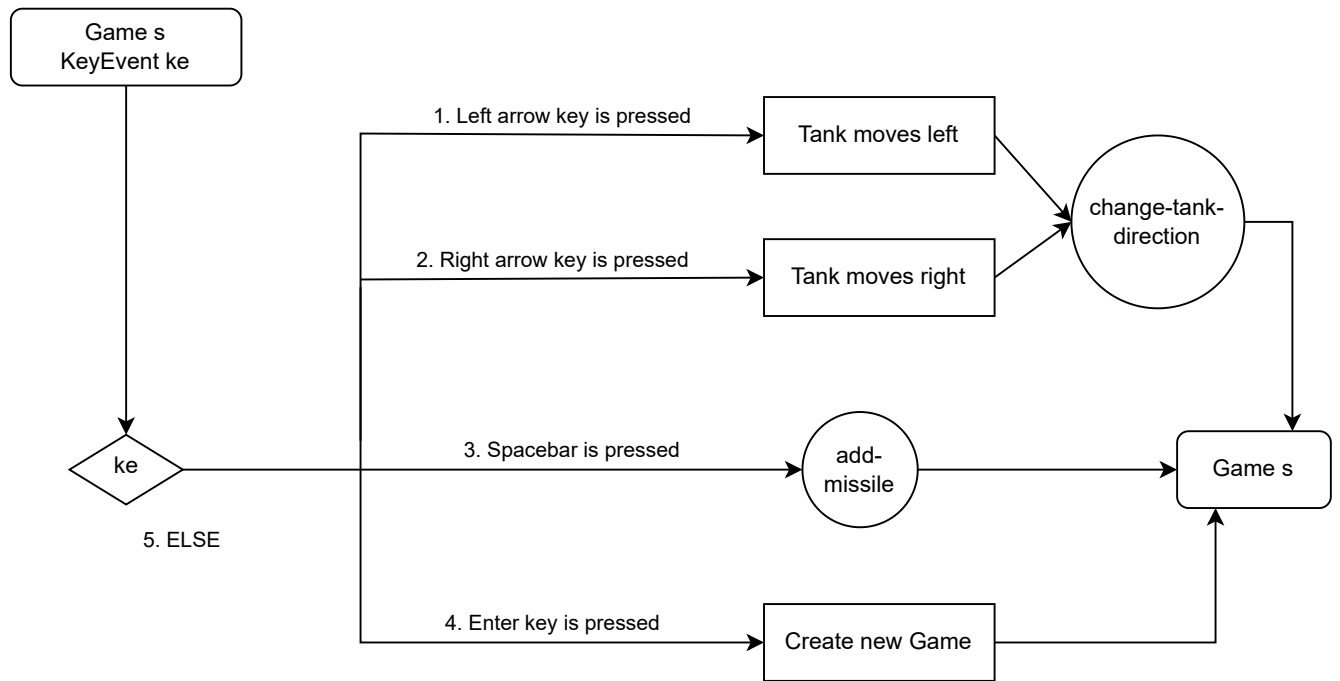 Game s
KeyEvent ke
1. Left arrow key is pressed
Tank moves left
change-tank-
direction
2. Right arrow key is pressed
Tank moves right
ke
3. Spacebar is pressed
add-
missile
Game s
5. ELSE
4. Enter key is pressed
Create new Game